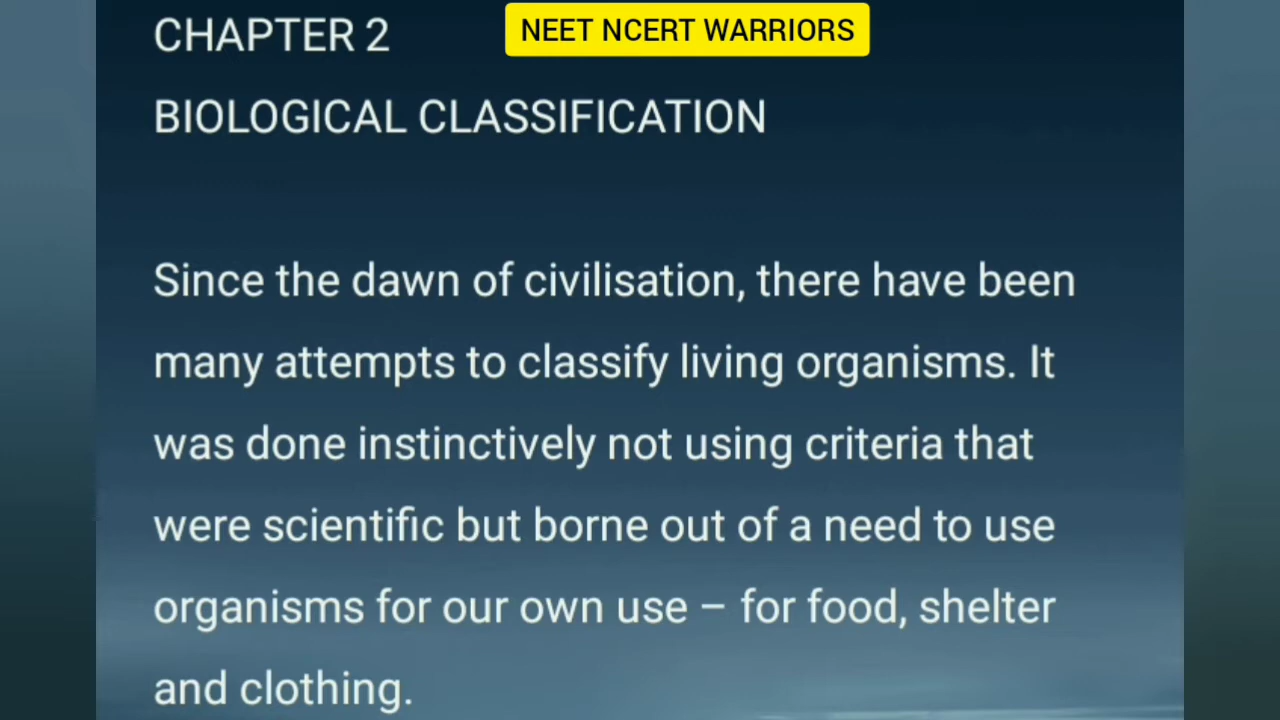 CHAPTER 2
NEET NCERT WARRIORS
BIOLOGICAL CLASSIFICATION
Since the dawn of civilisation, there have been
many attempts to classify living organisms. It
was done instinctively not using criteria that
were scientific but borne out of a need to use
organisms for our own use – for food, shelter
and clothing.